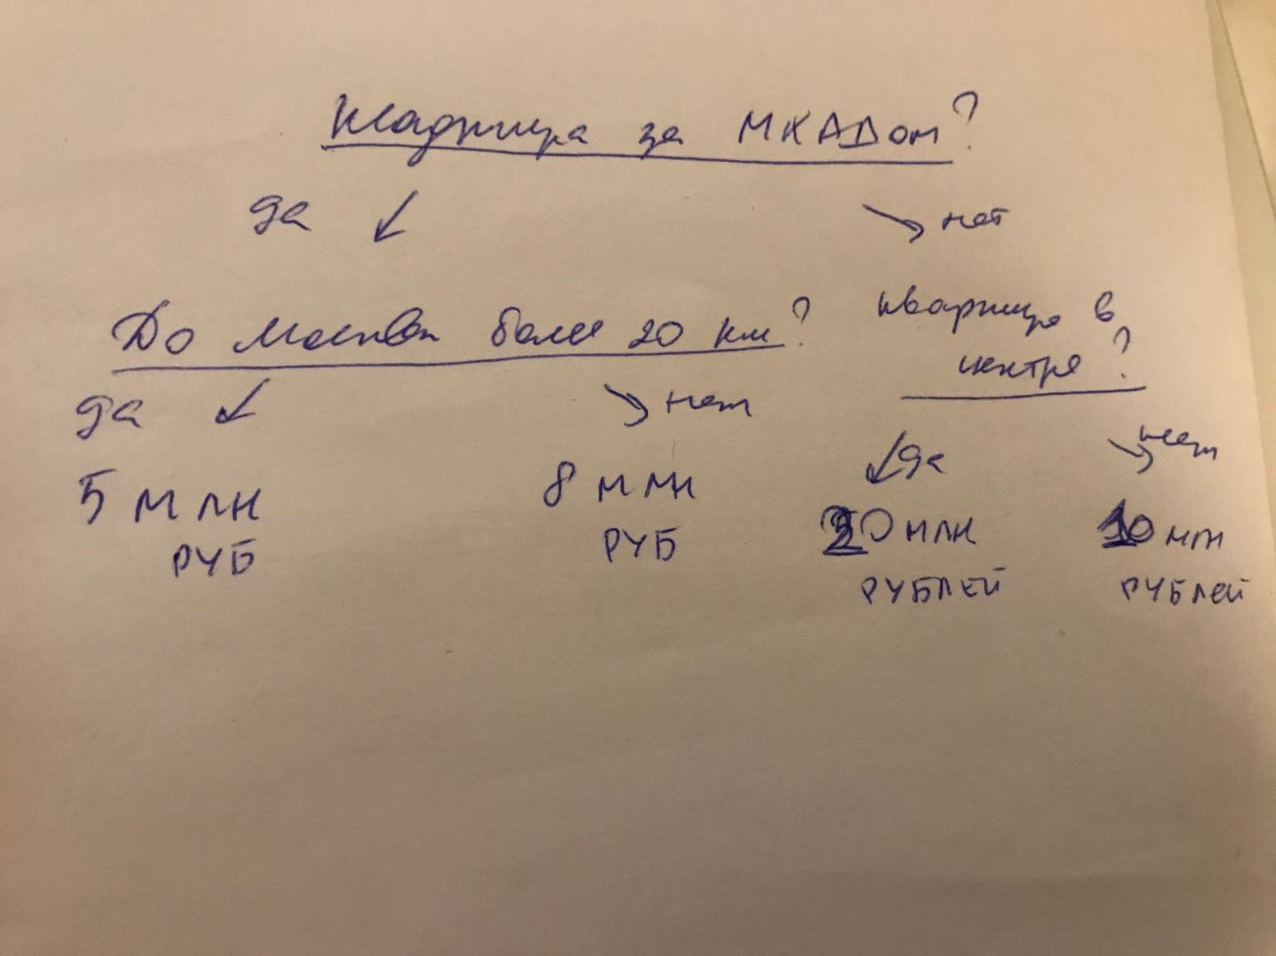 Квартира за МКАДом?
да нет
До Москвы более 20 км?
квартира в
центре?
да нет
да нет
5 млн
РУБ
8 млн
РУБ
20 млн
РУБЛЕЙ
10 млн
РУБЛЕЙ